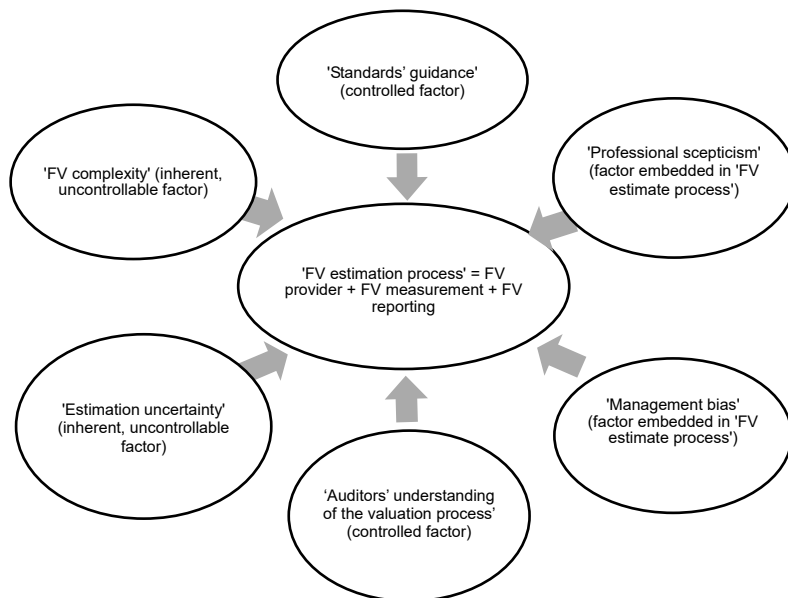 'Standards' guidance'
(controlled factor)
'FV complexity' (inherent,
uncontrollable factor)
'Professional scepticism'
(factor embedded in 'FV
estimate process')
'FV estimation process' = FV
provider + FV measurement + FV
reporting
'Estimation uncertainty'
(inherent, uncontrollable
factor)
'Management bias'
(factor embedded in 'FV
estimate process')
‘Auditors’ understanding
of the valuation process’
(controlled factor)